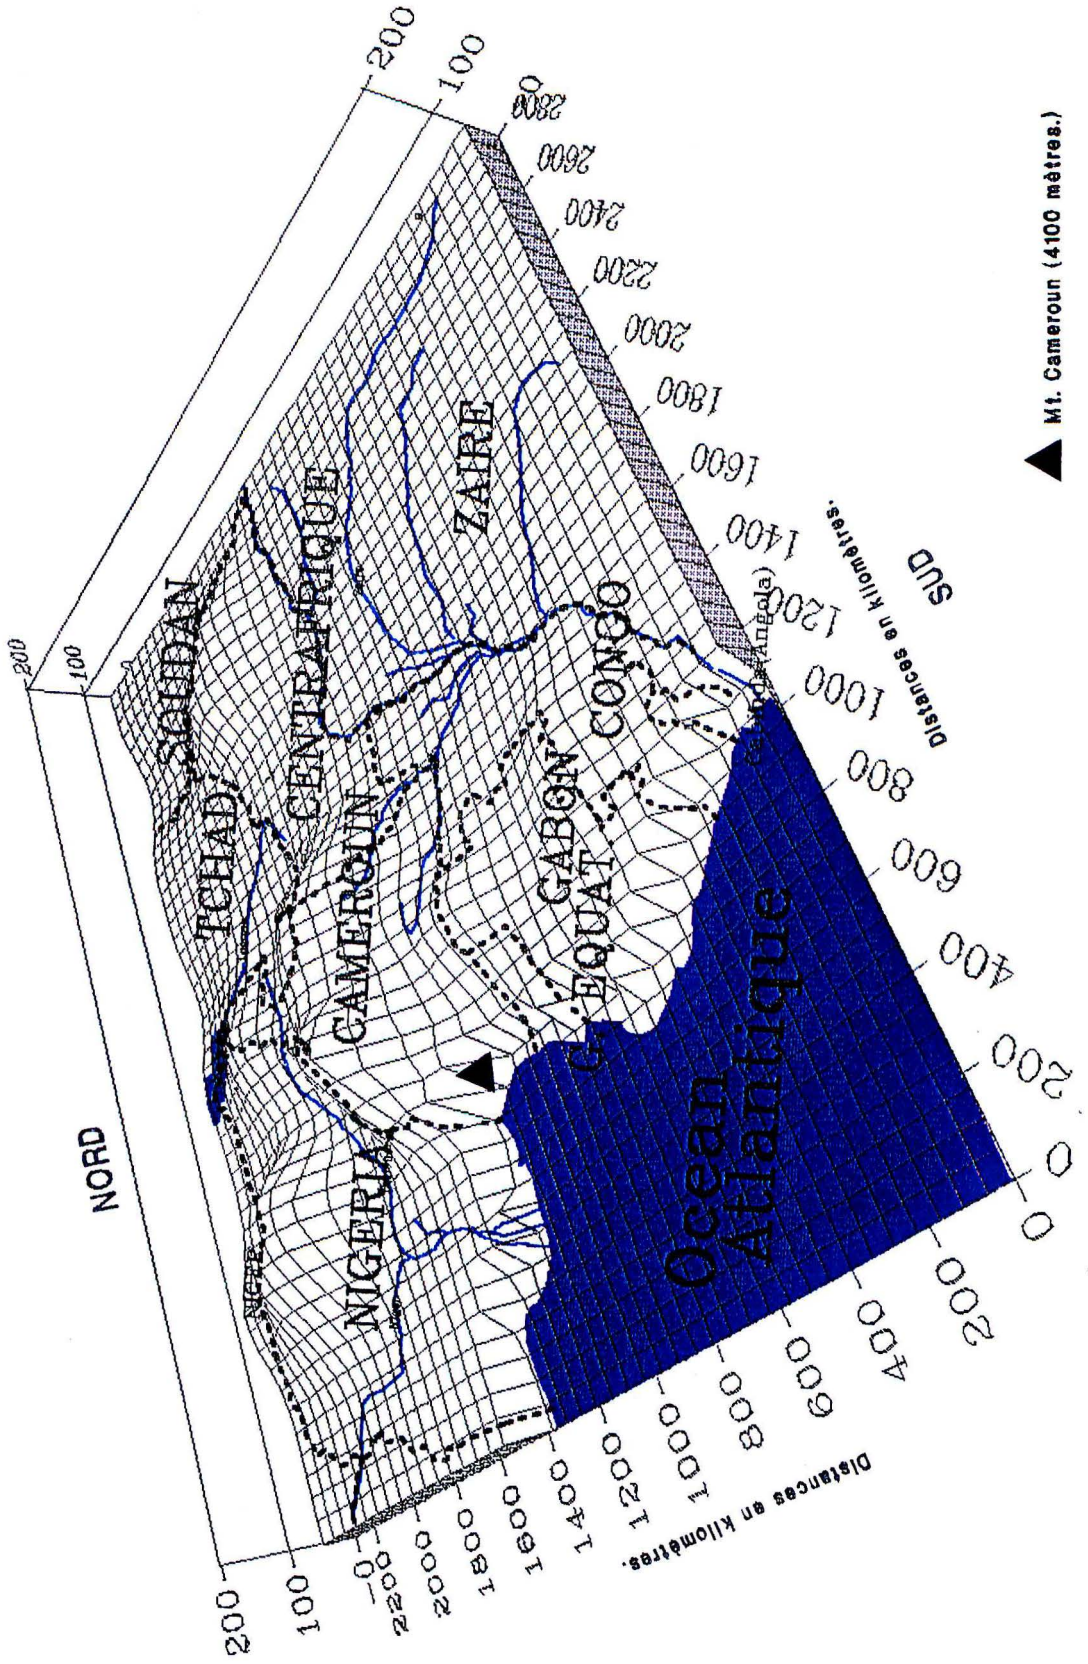 NORD
200
100
200
100
0
200
100
0
2200
2000
1800
1600
1400
1200
1000
800
600
400
200
0
Distances en kilomètres.
0
200
400
600
800
1000
1200
1400
1600
1800
2000
2200
2400
2600
2800
Distances en kilomètres.
SUD
SOUDAN
TCHAD
CENTRAFRIQUE
NIGER
NIGERIA
CAMEROUN
ZAIRE
GABON
CONGO
G. EQUAT
Angola)
Ocean
Atlantique
▲ Mt. Cameroun (4100 mètres.)